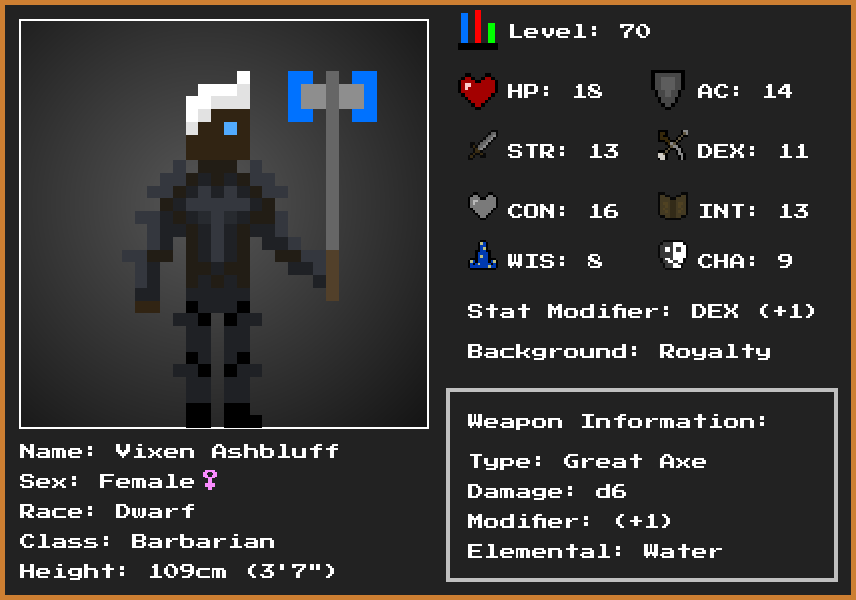 Level: 70
HP: 18
AC: 14
STR: 13
DEX: 11
CON: 16
INT: 13
WIS: 8
CHA: 9
Stat Modifier: DEX (+1)
Background: Royalty
Weapon Information:
Type: Great Axe
Damage: d6
Modifier: (+1)
Elemental: Water
Name: Vixen Ashbluff
Sex: Female♀
Race: Dwarf
Class: Barbarian
Height: 109cm (3'7")